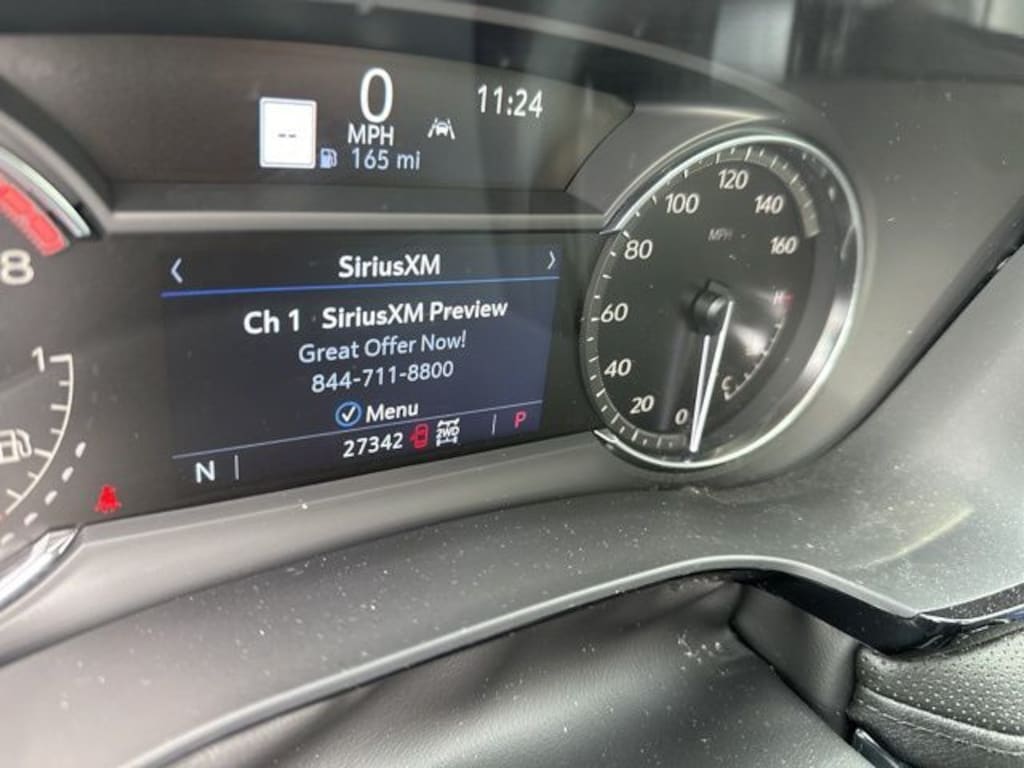 0
MPH
11:24
--
165 mi
SiriusXM
Ch 1 SiriusXM Preview
Great Offer Now!
844-711-8800
Menu
27342
2WD
N
P
8
1
0
20
40
60
80
100
120
140
160
MPH
H
C